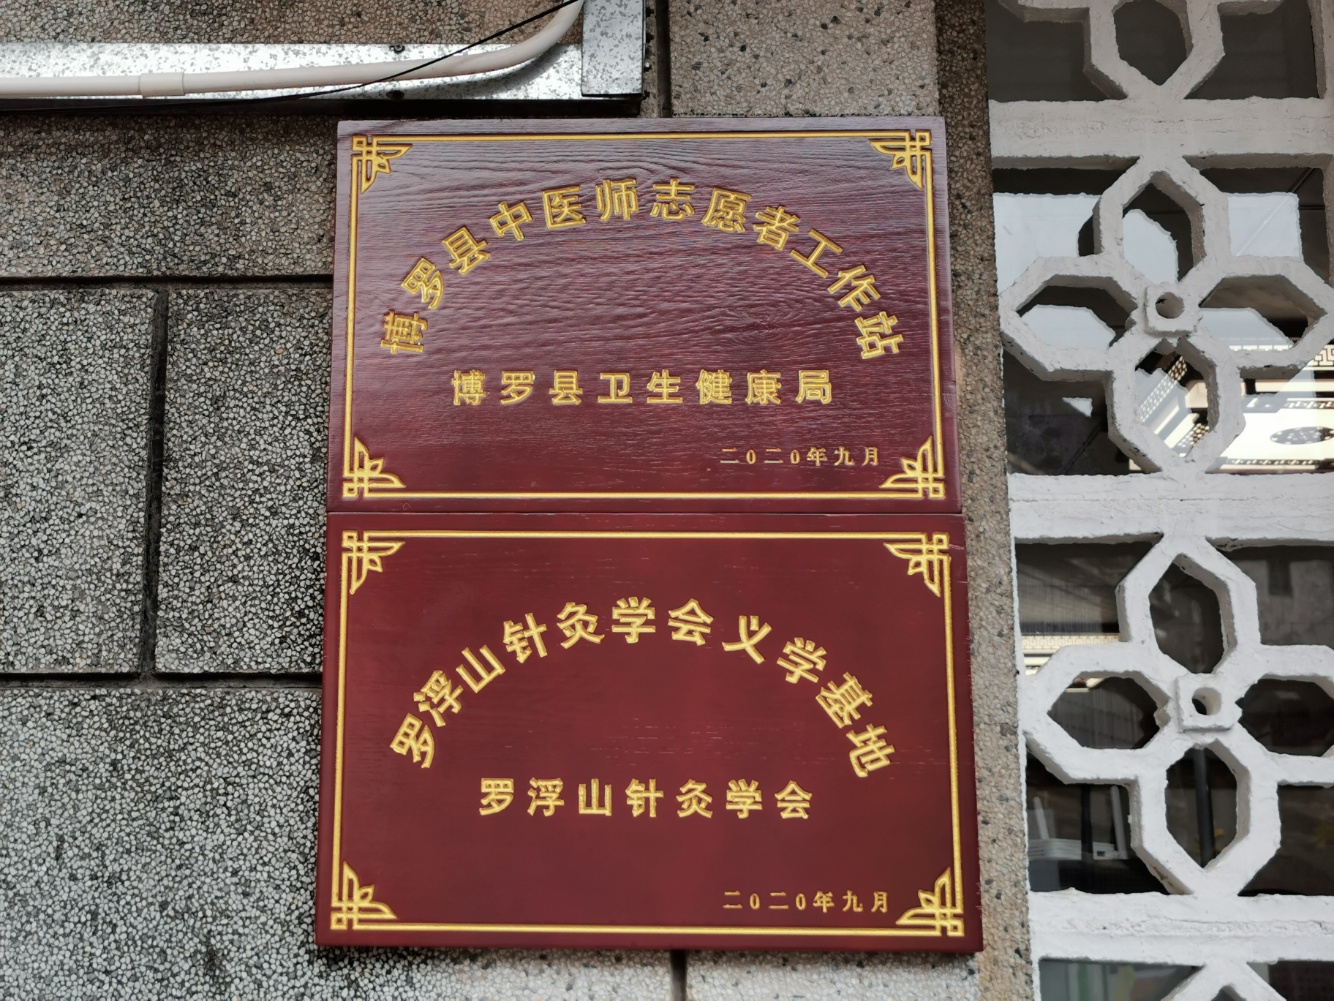 博罗县中医师志愿者工作站
博罗县卫生健康局
二0二0年九月
罗浮山针灸学会义学基地
罗浮山针灸学会
二0二0年九月